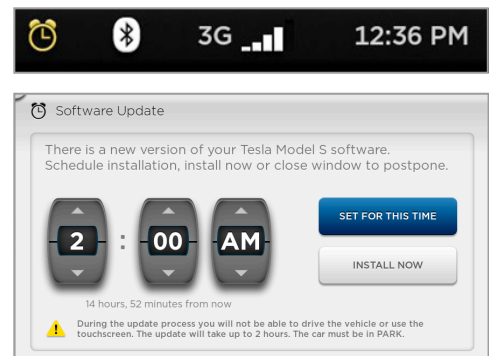 3G 12:36 PM
Software Update
There is a new version of your Tesla Model S software.
Schedule installation, install now or close window to postpone.
2 : 00 AM
SET FOR THIS TIME
INSTALL NOW
14 hours, 52 minutes from now
During the update process you will not be able to drive the vehicle or use the
touchscreen. The update will take up to 2 hours. The car must be in PARK.